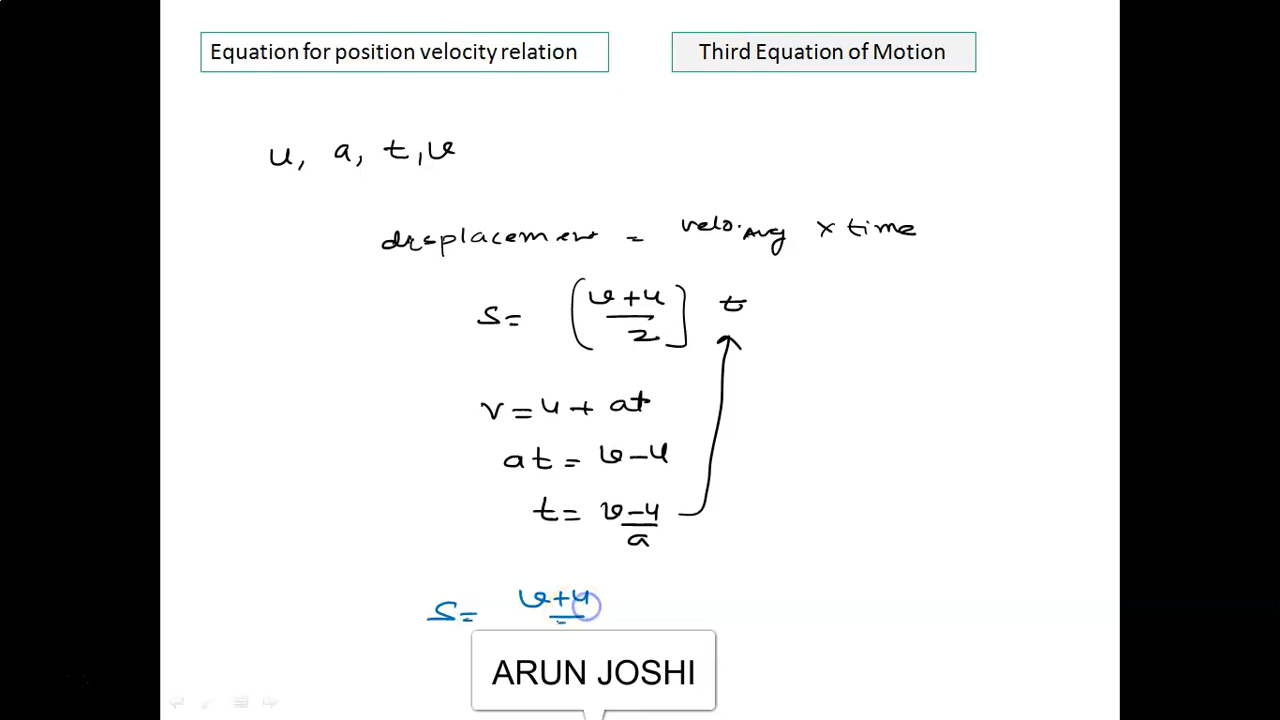 Equation for position velocity relation
Third Equation of Motion
u, a, t, v
displacement = velo. Avg x time
S= (v+u/2] t
v = u + at
at = v-u
t = v-u/a
S= v+u
ARUN JOSHI